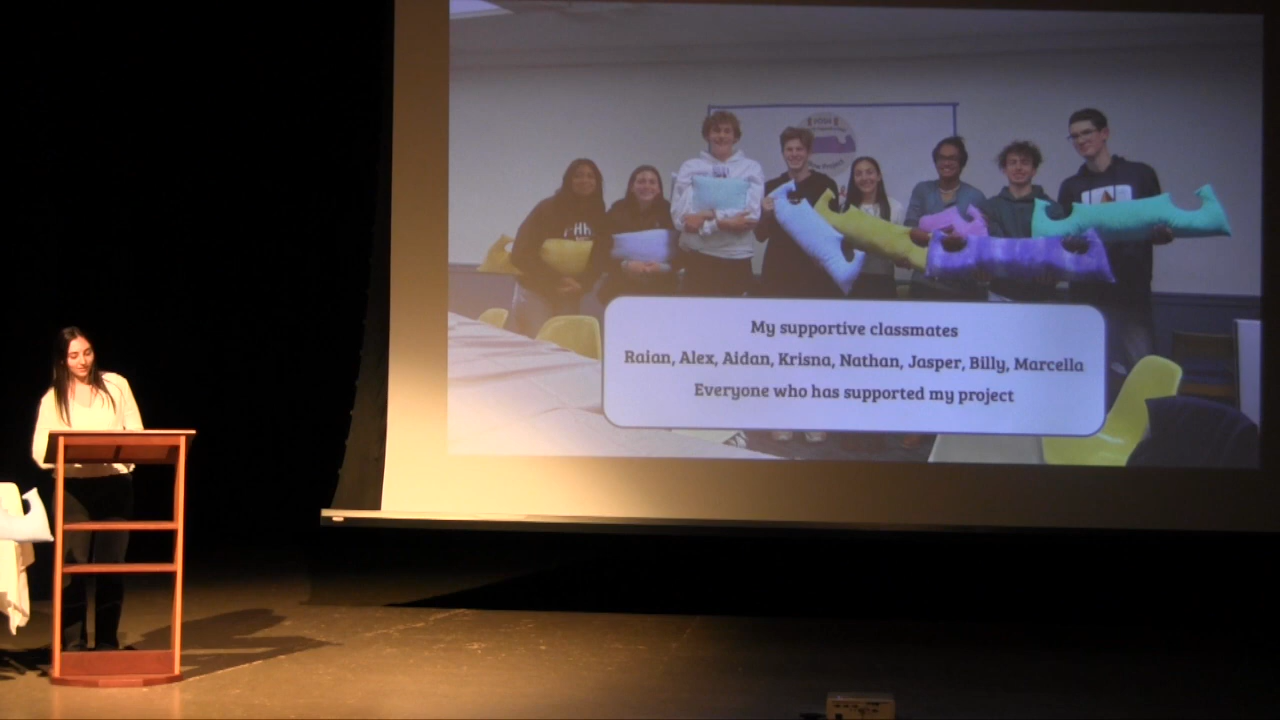 My supportive classmates
Raian, Alex, Aidan, Krisna, Nathan, Jasper, Billy, Marcella
Everyone who has supported my project